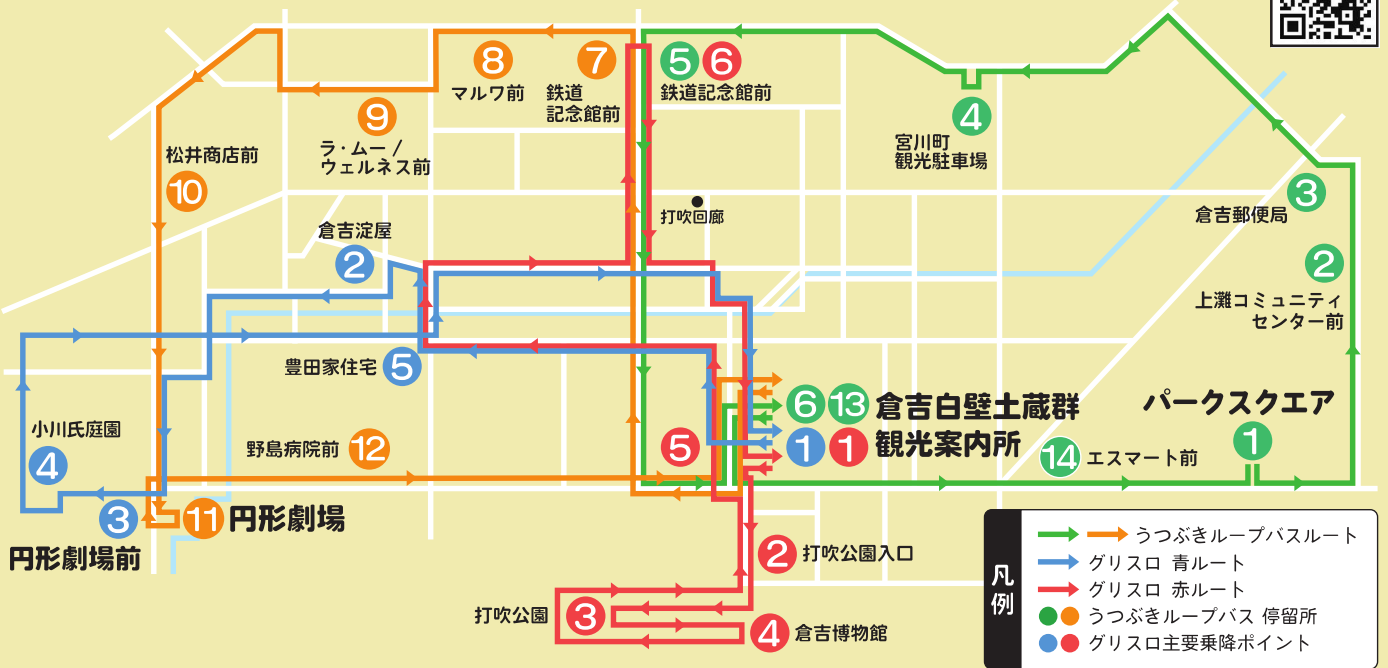 8
マルワ前
7
鉄道
記念館前
5
6
鉄道記念館前
9
ラ・ムー /
ウェルネス前
4
宮川町
観光駐車場
松井商店前
10
3
倉吉郵便局
打吹回廊
倉吉淀屋
2
2
上灘コミュニティ
センター前
豊田家住宅
5
6
13
倉吉白壁土蔵群
1
1
観光案内所
パークスクエア
1
小川氏庭園
4
野島病院前
12
5
14
エスマート前
3
円形劇場前
11
円形劇場
2
打吹公園入口
打吹公園
3
4
倉吉博物館
凡例
うつぶきループバスルート
グリスロ 青ルート
グリスロ 赤ルート
うつぶきループバス 停留所
グリスロ主要乗降ポイント